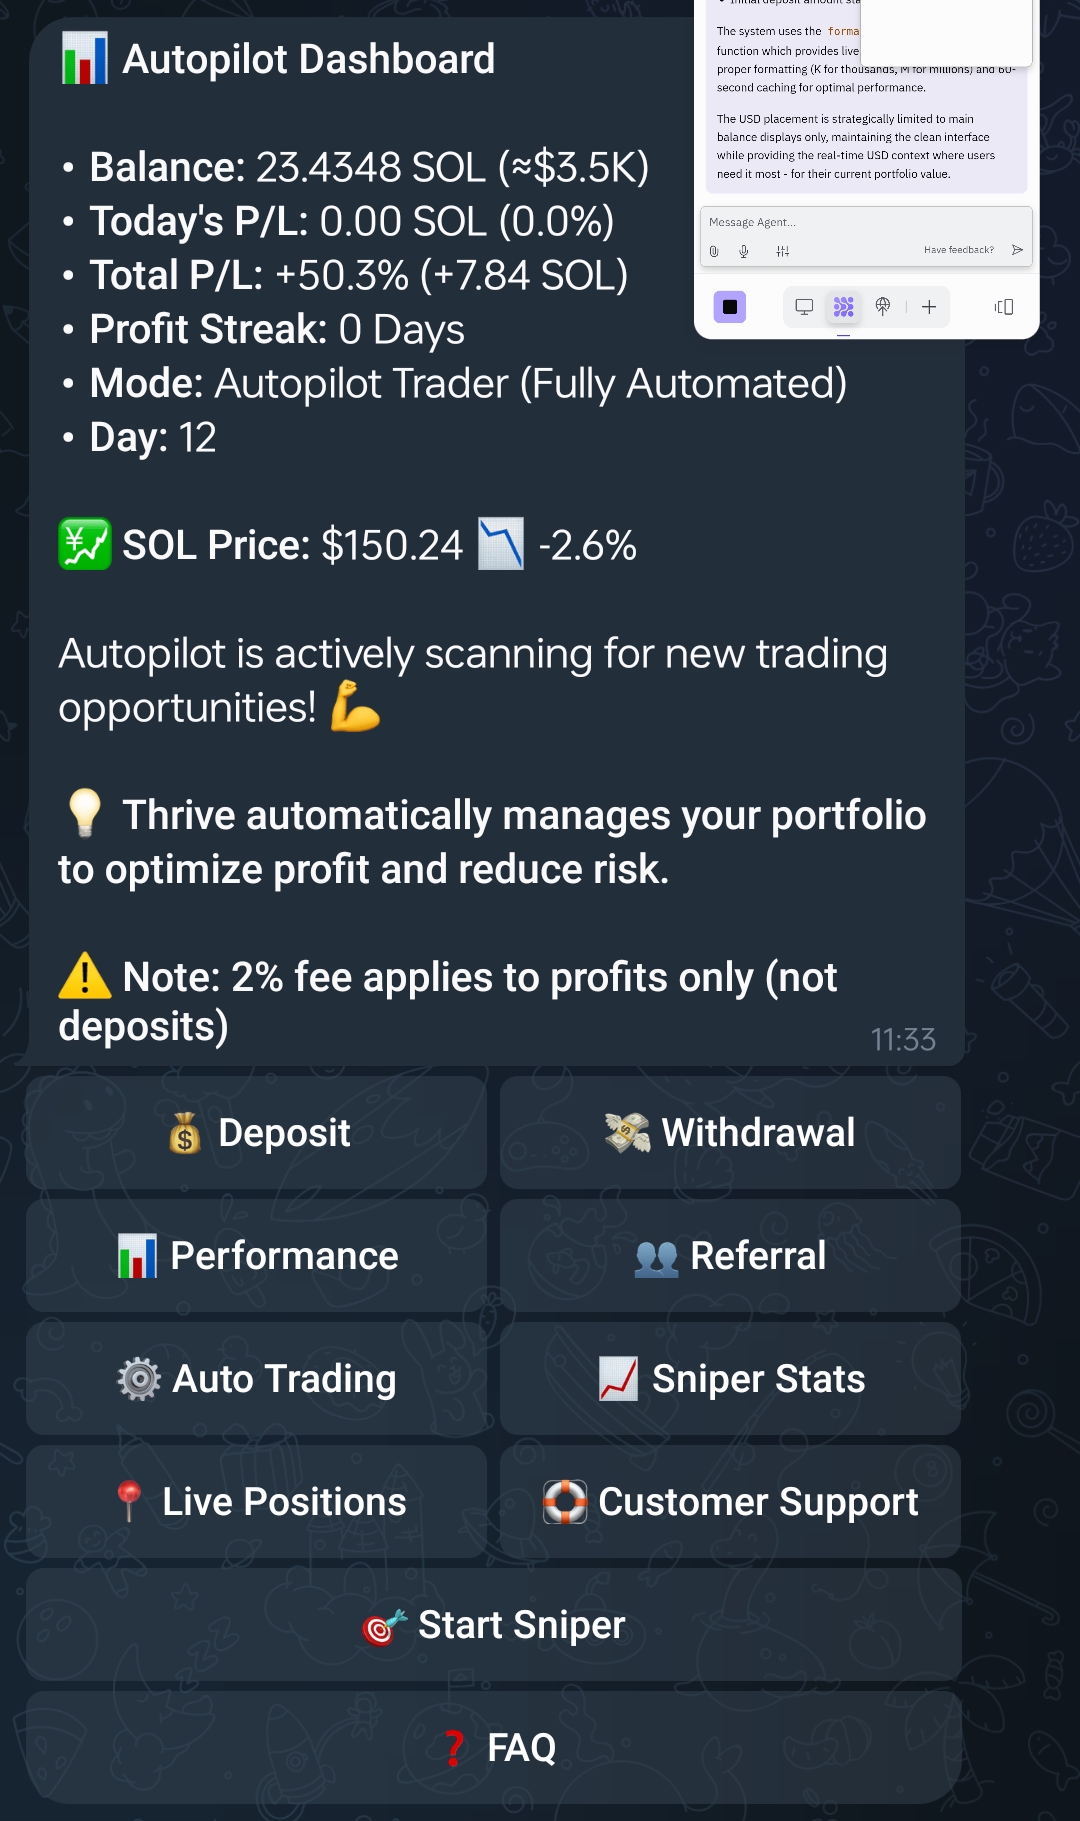 Autopilot Dashboard
• Balance: 23.4348 SOL (≈$3.5K)
• Today's P/L: 0.00 SOL (0.0%)
• Total P/L: +50.3% (+7.84 SOL)
• Profit Streak: 0 Days
• Mode: Autopilot Trader (Fully Automated)
• Day: 12
SOL Price: $150.24 -2.6%
Autopilot is actively scanning for new trading
opportunities!
Thrive automatically manages your portfolio
to optimize profit and reduce risk.
Note: 2% fee applies to profits only (not
deposits)
11:33
Deposit
Withdrawal
Performance
Referral
Auto Trading
Sniper Stats
Live Positions
Customer Support
Start Sniper
FAQ
The system uses the
function which provides live
proper formatting (K for thousands, M for millions) and 60-
second caching for optimal performance.
The USD placement is strategically limited to main
balance displays only, maintaining the clean interface
while providing the real-time USD context where users
need it most - for their current portfolio value.
Message Agent...
Have feedback?